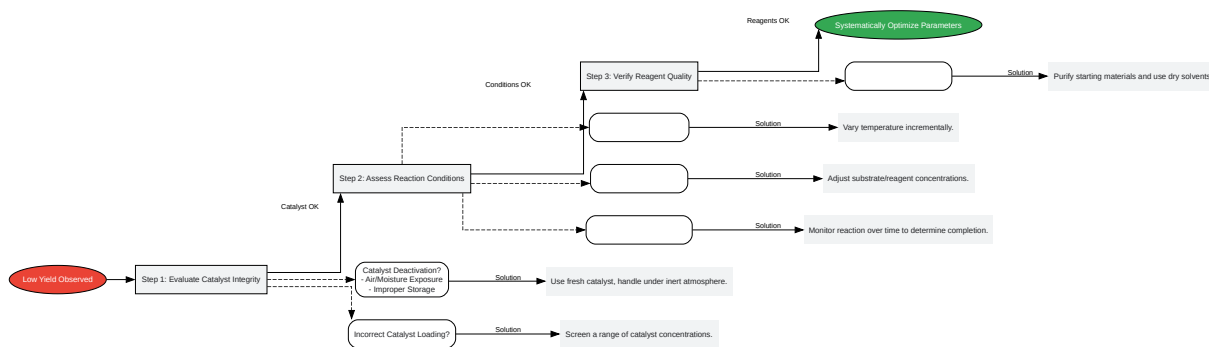 Reagents OK
Systematically Optimize Parameters
Step 3: Verify Reagent Quality
Solution
Purify starting materials and use dry solvents
Conditions OK
Solution
Vary temperature incrementally.
Step 2: Assess Reaction Conditions
Solution
Adjust substrate/reagent concentrations.
Catalyst OK
Solution
Monitor reaction over time to determine completion.
Low Yield Observed
Step 1: Evaluate Catalyst Integrity
Catalyst Deactivation?
- Air/Moisture Exposure
- Improper Storage
Solution
Use fresh catalyst, handle under inert atmosphere.
Incorrect Catalyst Loading?
Solution
Screen a range of catalyst concentrations.